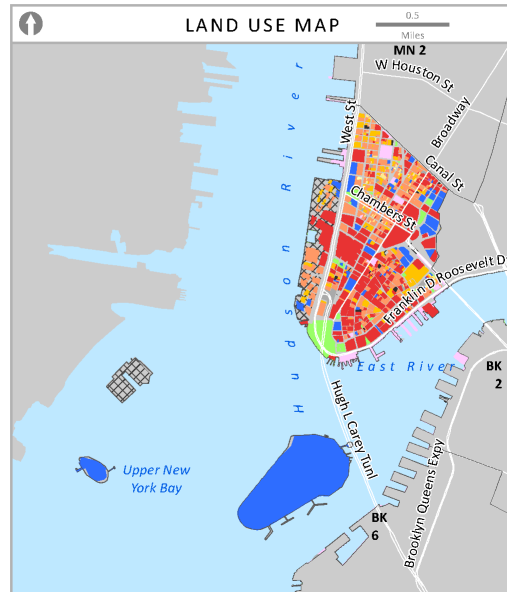 LAND USE MAP
0.5
Miles
MN 2
W Houston St
West St
Broadway
Canal St
Chambers St
Hudson River
Franklin D Roosevelt D
East River
BK
2
Hugh L Carey Tunl
Upper New
York Bay
Brooklyn Queens Expy
BK
6